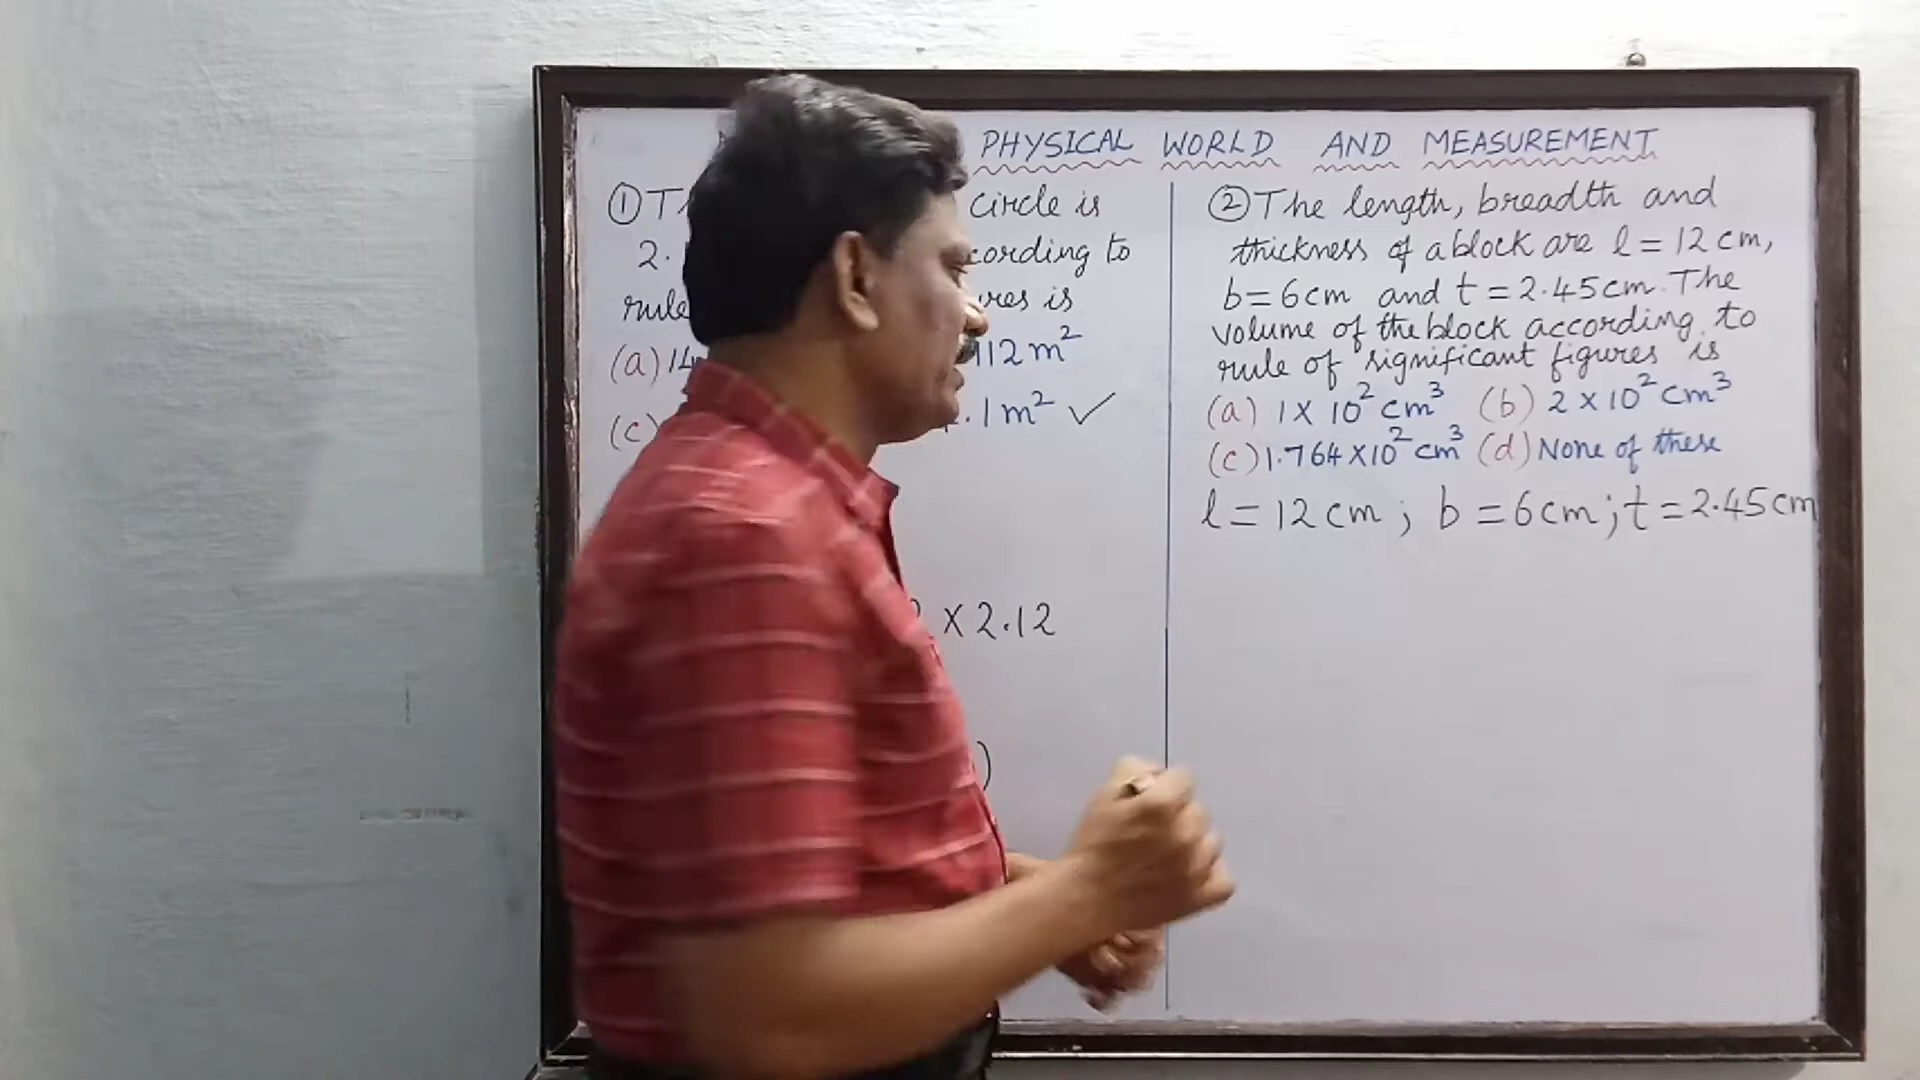 PHYSICAL WORLD AND MEASUREMENT
① circle is
2. cording to
rule res is
(a) 14 112 m²
(c) .1 m² ✓
x 2.12
)
② The length, breadth and
thickness of a block are l = 12 cm,
b = 6 cm and t = 2.45 cm. The
volume of the block according to
rule of significant figures is
(a) 1 x 10² cm³ (b) 2 x 10² cm³
(c) 1.764 x 10² cm³ (d) None of these
l = 12 cm ; b = 6 cm ; t = 2.45 cm